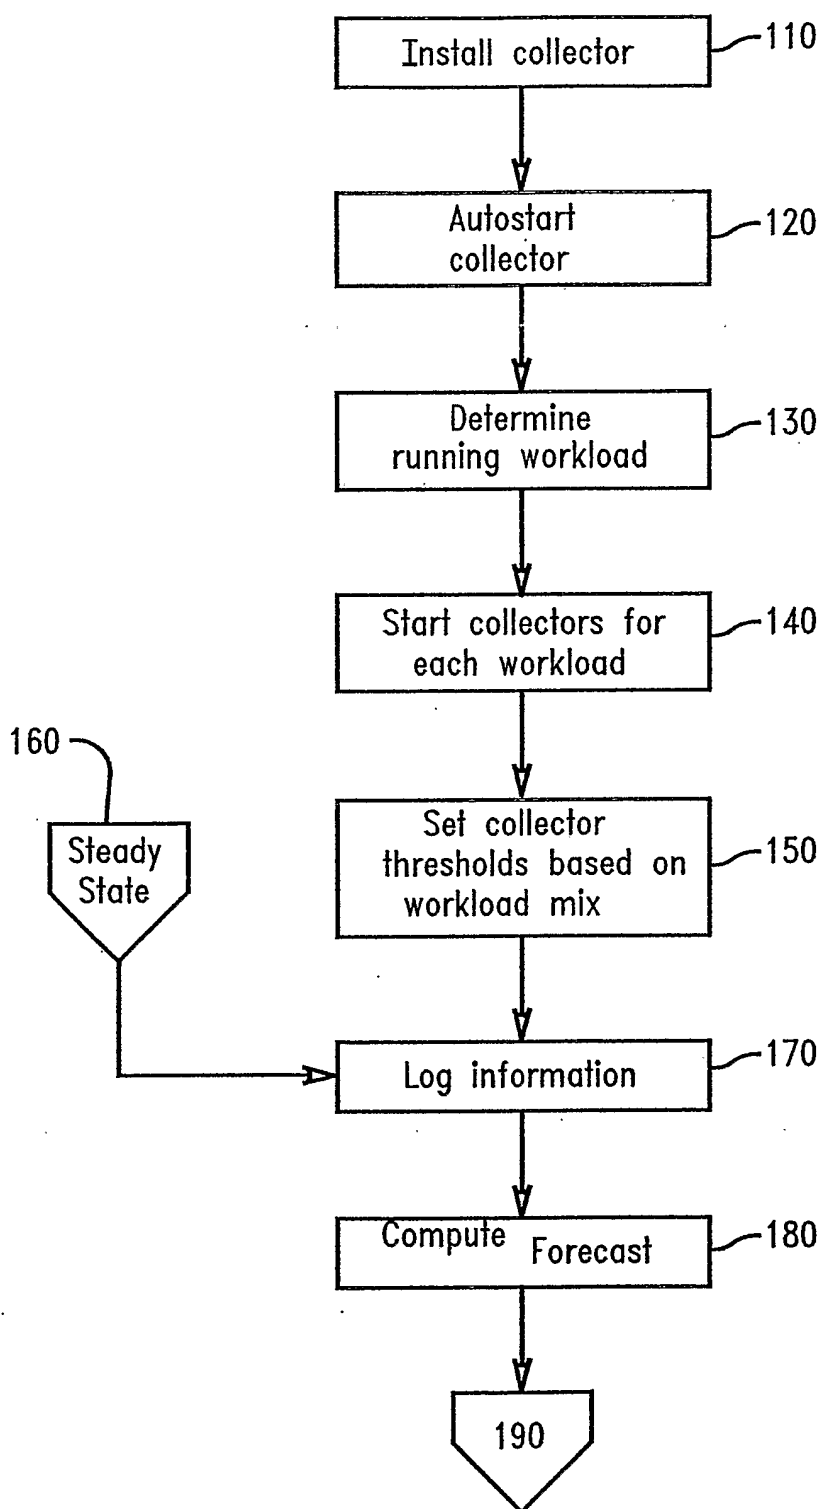 Install collector
110
Autostart
collector
120
Determine
running workload
130
Start collectors for
each workload
140
160
Steady
State
Set collector
thresholds based on
workload mix
150
Log information
170
Compute Forecast
180
190